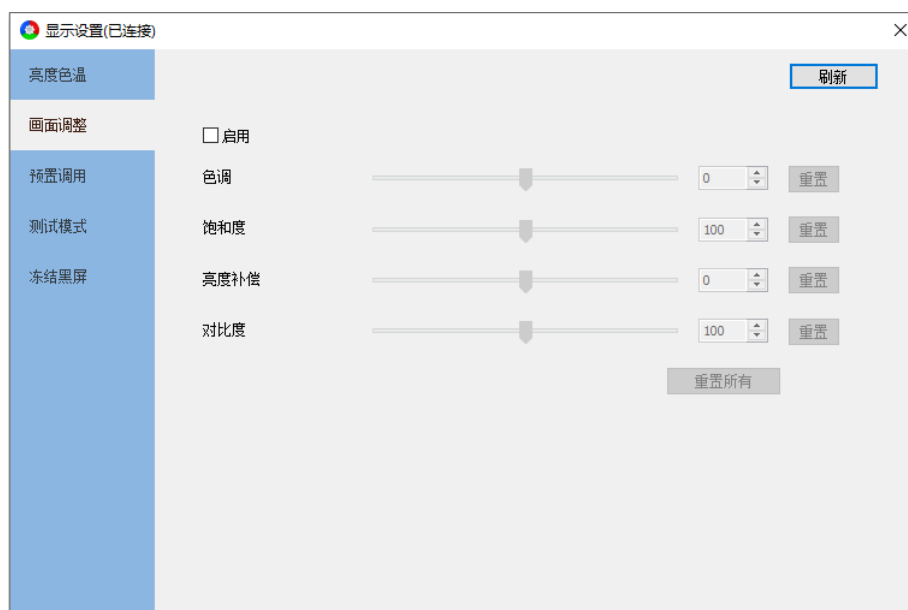 显示设置(已连接)
亮度色温
刷新
画面调整
启用
预置调用
色调 0 重置
测试模式
饱和度 100 重置
冻结黑屏
亮度补偿 0 重置
对比度 100 重置
重置所有